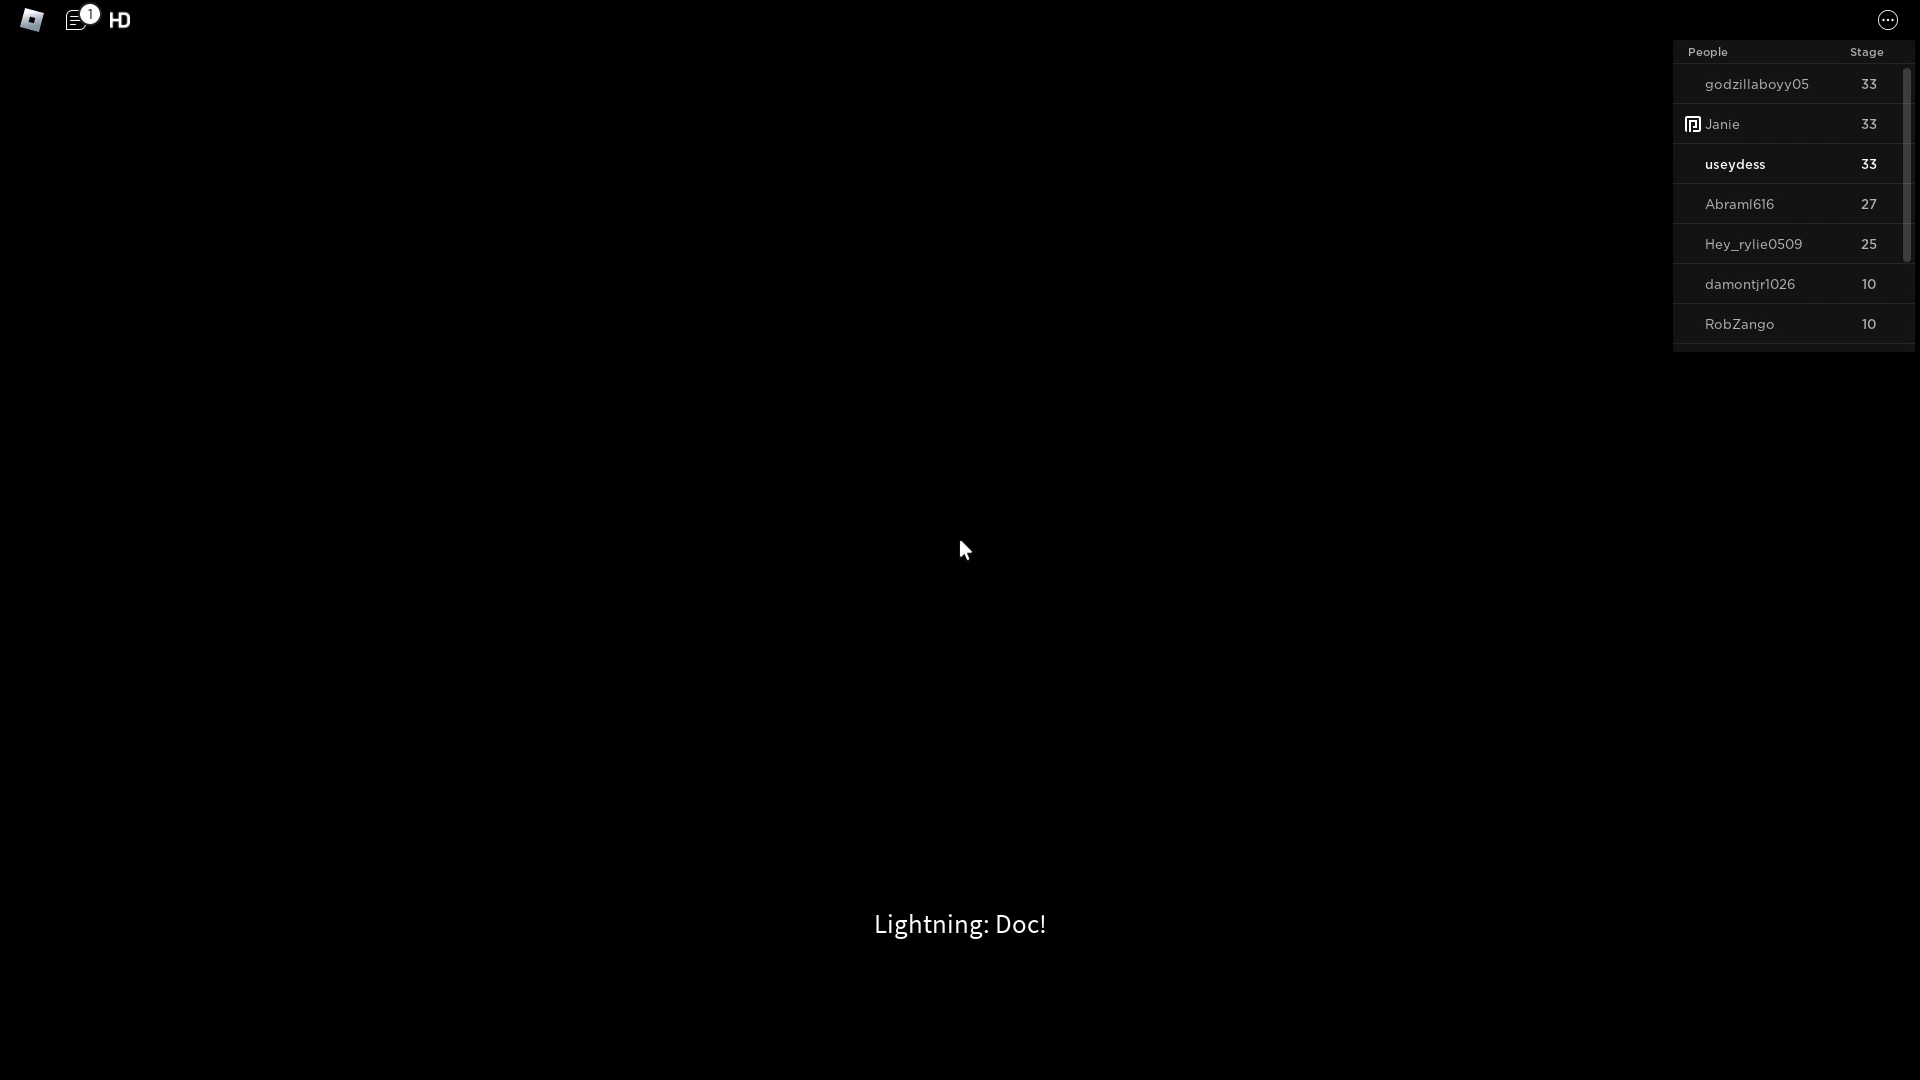 1
HD
People Stage
godzillaboyy05 33
Janie 33
useydess 33
Abraml616 27
Hey_rylie0509 25
damontjr1026 10
RobZango 10
Lightning: Doc!